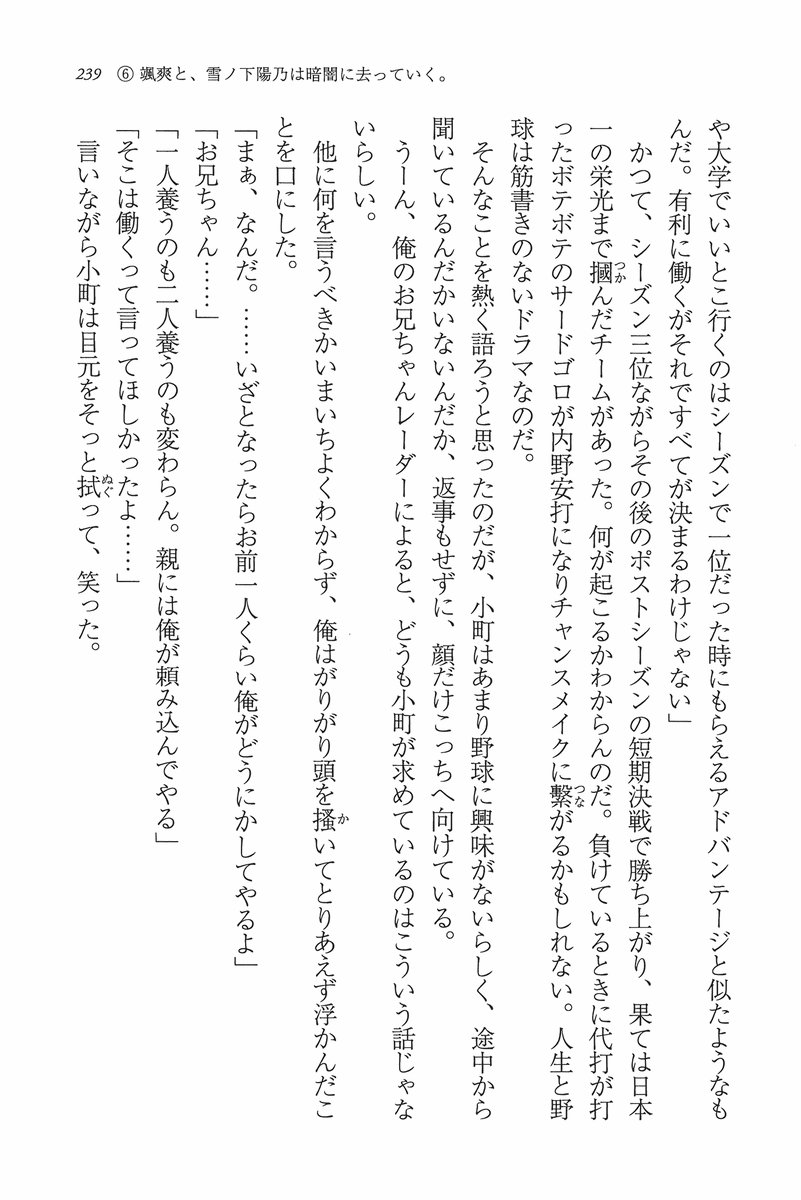 239 ⑥ 颯爽と、雪ノ下陽乃は暗闇に去っていく。
や大学でいいとこ行くのはシーズンで一位だった時にもらえるアドバンテージと似たようなも
んだ。有利に働くがそれですべてが決まるわけじゃない」
かつて、シーズン三位ながらその後のポストシーズンの短期決戦で勝ち上がり、果ては日本
一の栄光まで摑んだチームがあった。何が起こるかわからんのだ。負けているときに代打が打
つか
ったボテボテのサードゴロが内野安打になりチャンスメイクに繫がるかもしれない。人生と野
つな
球は筋書きのないドラマなのだ。
そんなことを熱く語ろうと思ったのだが、小町はあまり野球に興味がないらしく、途中から
聞いているんだかいないんだか、返事もせずに、顔だけこっちへ向けている。
うーん、俺のお兄ちゃんレーダーによると、どうも小町が求めているのはこういう話じゃな
いらしい。
他に何を言うべきかいまいちよくわからず、俺はがりがり頭を掻いてとりあえず浮かんだこ
か
とを口にした。
「まぁ、なんだ。……いざとなったらお前一人くらい俺がどうにかしてやるよ」
「お兄ちゃん……」
「一人養うのも二人養うのも変わらん。親には俺が頼み込んでやる」
「そこは働くって言ってほしかったよ……」
言いながら小町は目元をそっと拭って、笑った。
ぬぐ